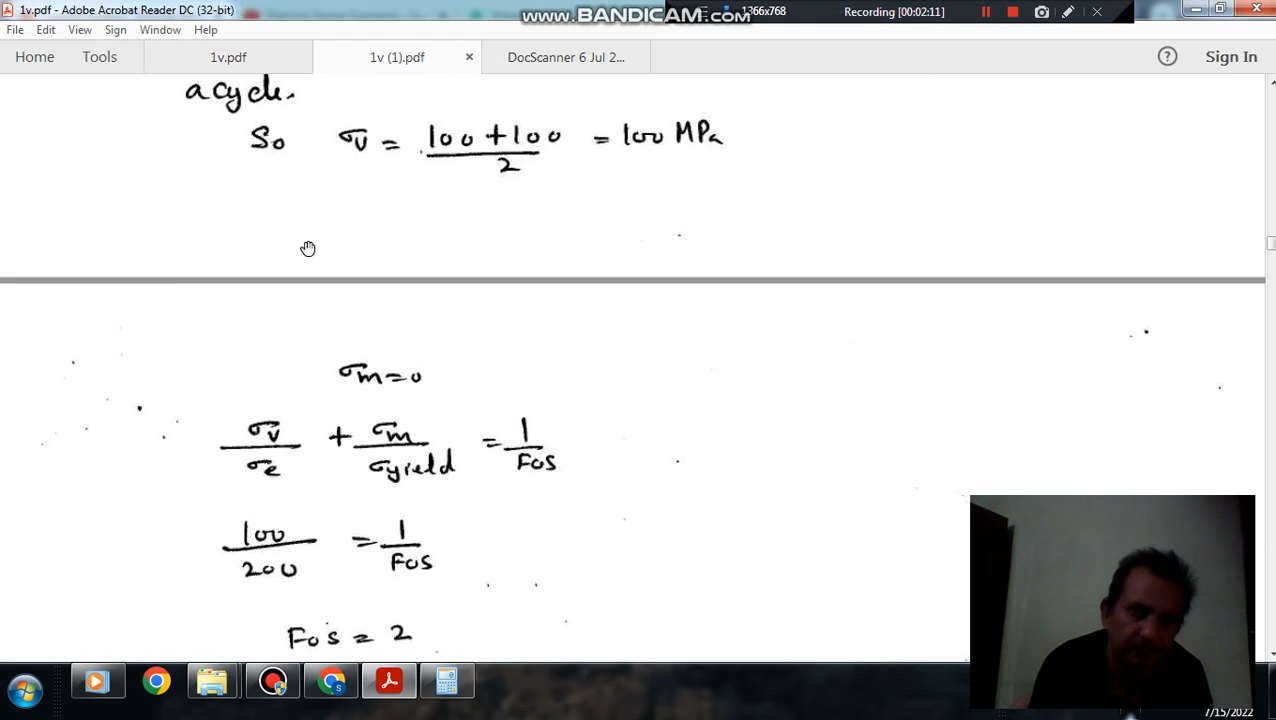 1v.pdf - Adobe Acrobat Reader DC (32-bit)
www.BANDICAM.com
1366x768
Recording [00:02:11]
File Edit View Sign Window Help
Home Tools 1v.pdf 1v (1).pdf × DocScanner 6 Jul 2... ? Sign In
a cycle.
So σv = 100 + 100 / 2 = 100 MPa
σm = 0
σv / σe + σm / σyield = 1 / FOS
100 / 200 = 1 / FOS
FOS = 2
7/15/2022